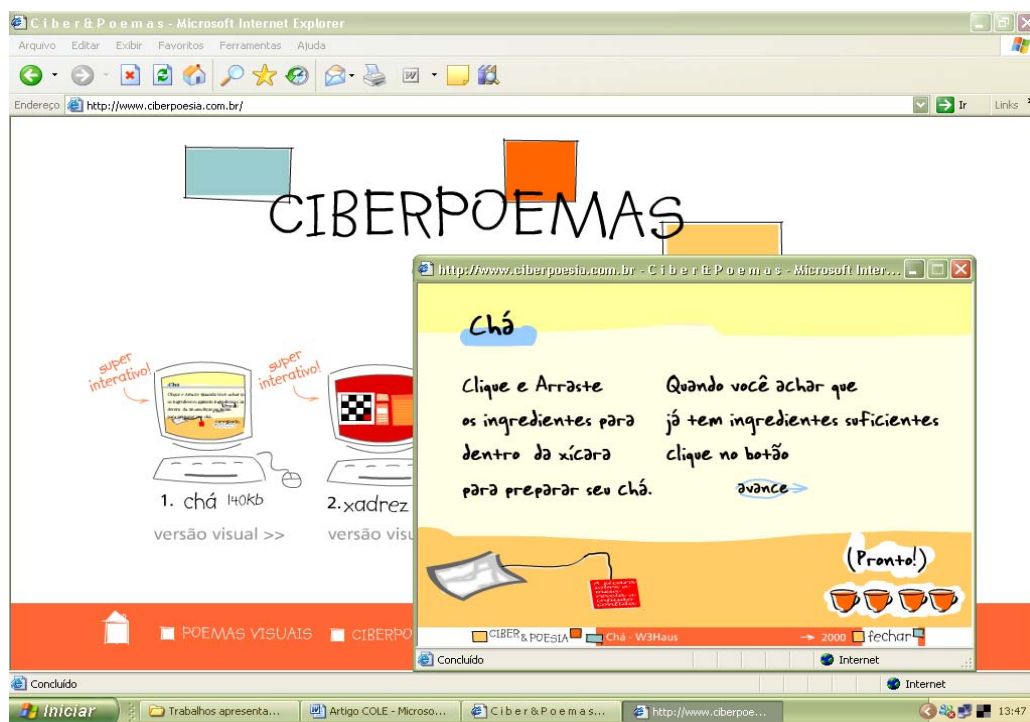 C i b e r & P o e m a s - Microsoft Internet Explorer
Arquivo Editar Exibir Favoritos Ferramentas Ajuda
Endereço http://www.ciberpoesia.com.br/ Ir Links
CIBERPOEMAS
http://www.ciberpoesia.com.br - C i b e r & P o e m a s - Microsoft Inter...
Chá
Clique e Arraste
os ingredientes para
dentro da xícara
para preparar seu chá.
Quando você achar que
já tem ingredientes suficientes
clique no botão
avance
(Pronto!)
CIBER & POESIA Chá - W3Haus 2000 fechar
Concluído Internet
super
interativo!
super
interativo!
Chá
1. chá 140kb
2. xadrez
versão visual >>
versão visu
POEMAS VISUAIS CIBERPO
Concluído Internet
Iniciar Trabalhos apresenta... Artigo COLE - Microso... C i b e r & P o e m a s... http://www.ciberpoe... 13:47